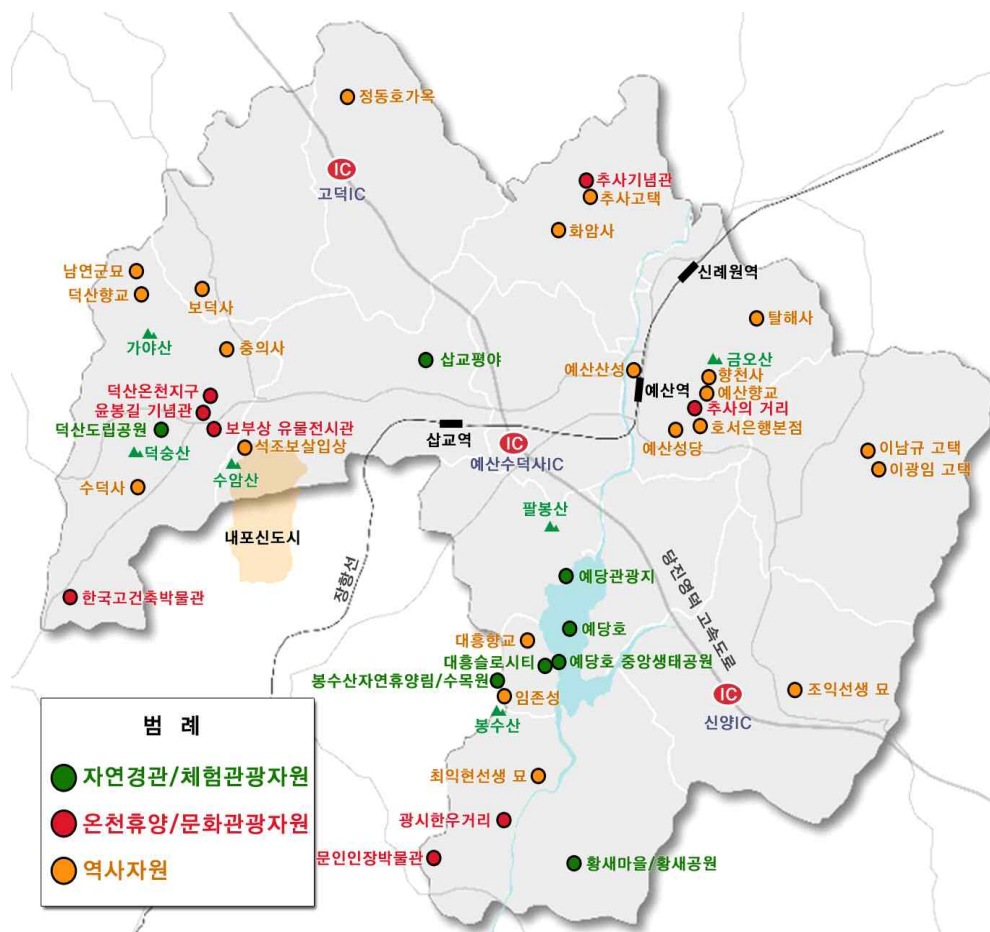 정동호가옥
IC
고덕IC
추사기념관
추사고택
화암사
남연군묘
덕산향교
보덕사
신례원역
탈해사
가야산
충의사
삽교평야
예산산성
금오산
향천사
예산역
예산향교
덕산온천지구
윤봉길 기념관
추사의 거리
덕산도립공원
보부상 유물전시관
삽교역
호서은행본점
예산성당
석조보살입상
IC
예산수덕사IC
이남규 고택
이광임 고택
덕숭산
수암산
수덕사
팔봉산
내포신도시
장항선
예당관광지
당진영덕 고속도로
한국고건축박물관
예당호
대흥향교
대흥슬로시티
예당호 중앙생태공원
봉수산자연휴양림/수목원
임존성
봉수산
IC
신양IC
조익선생 묘
최익현선생 묘
광시한우거리
문인인장박물관
황새마을/황새공원
범 례
자연경관/체험관광자원
온천휴양/문화관광자원
역사자원